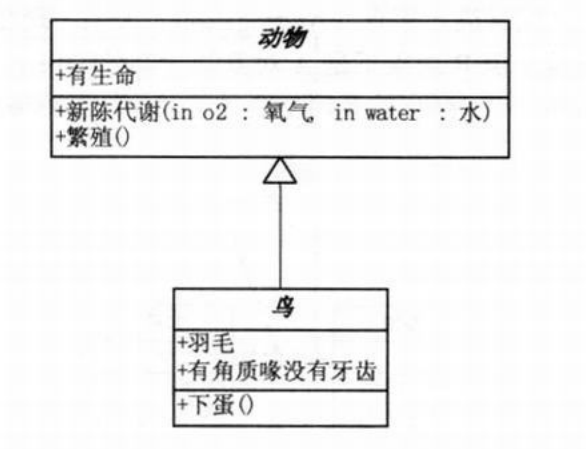 动物
+有生命
+新陈代谢(in o2 : 氧气, in water : 水)
+繁殖()
鸟
+羽毛
+有角质喙没有牙齿
+下蛋()